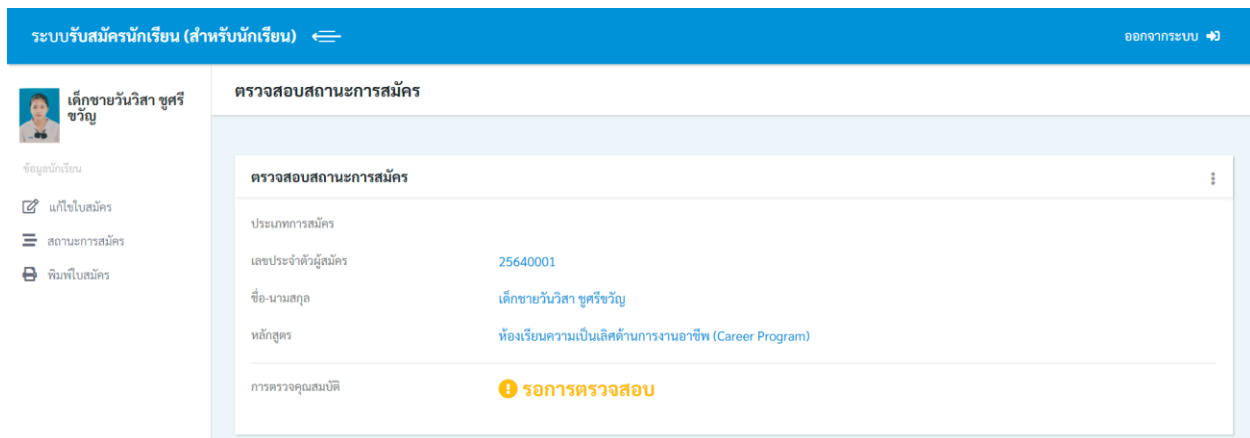 ระบบรับสมัครนักเรียน (สำหรับนักเรียน)
ออกจากระบบ
เด็กชายวันวิสา ชูศรี
ขวัญ
ข้อมูลนักเรียน
แก้ไขใบสมัคร
สถานะการสมัคร
พิมพ์ใบสมัคร
ตรวจสอบสถานะการสมัคร
ตรวจสอบสถานะการสมัคร
ประเภทการสมัคร
เลขประจำตัวผู้สมัคร 25640001
ชื่อ-นามสกุล เด็กชายวันวิสา ชูศรีขวัญ
หลักสูตร ห้องเรียนความเป็นเลิศด้านการงานอาชีพ (Career Program)
การตรวจคุณสมบัติ รอการตรวจสอบ